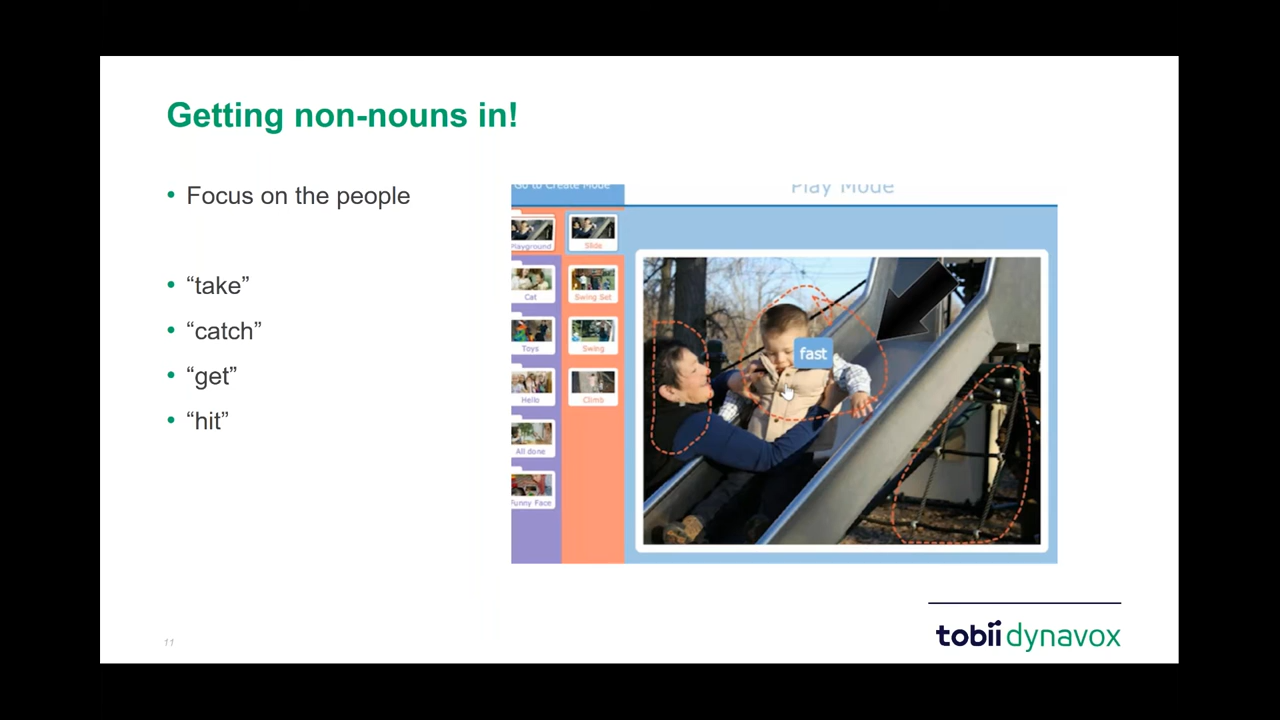 Getting non-nouns in!
• Focus on the people
• “take”
• “catch”
• “get”
• “hit”
Go to Create Mode
Play Mode
Playground
Slide
Cat
Swing Set
Toys
Swing
Hello
Climb
All done
Funny Face
fast
11
tobii dynavox